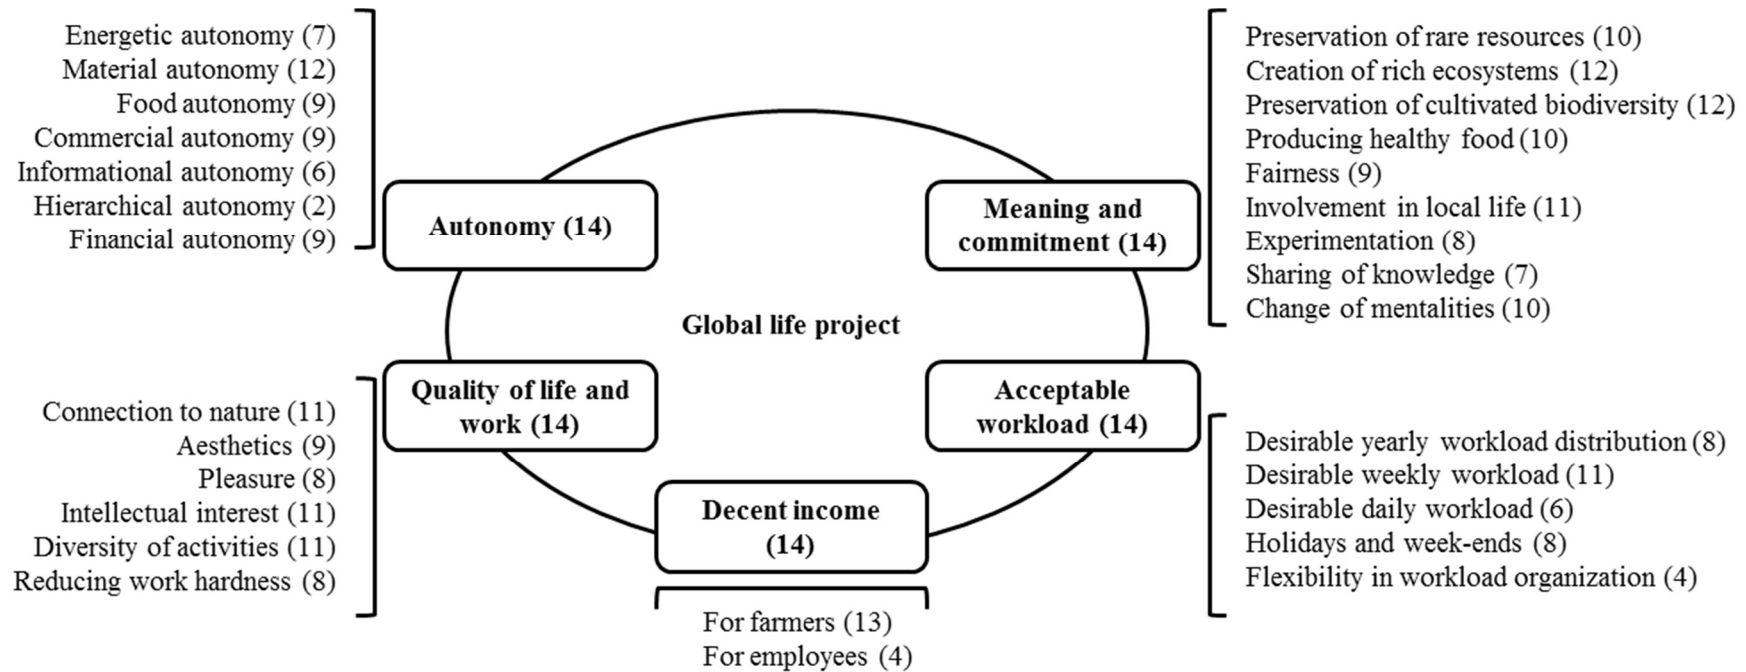 Energetic autonomy (7)
Material autonomy (12)
Food autonomy (9)
Commercial autonomy (9)
Informational autonomy (6)
Hierarchical autonomy (2)
Financial autonomy (9)
Autonomy (14)
Preservation of rare resources (10)
Creation of rich ecosystems (12)
Preservation of cultivated biodiversity (12)
Producing healthy food (10)
Fairness (9)
Involvement in local life (11)
Experimentation (8)
Sharing of knowledge (7)
Change of mentalities (10)
Meaning and
commitment (14)
Global life project
Connection to nature (11)
Aesthetics (9)
Pleasure (8)
Intellectual interest (11)
Diversity of activities (11)
Reducing work hardness (8)
Quality of life and
work (14)
Acceptable
workload (14)
Desirable yearly workload distribution (8)
Desirable weekly workload (11)
Desirable daily workload (6)
Holidays and week-ends (8)
Flexibility in workload organization (4)
Decent income
(14)
For farmers (13)
For employees (4)